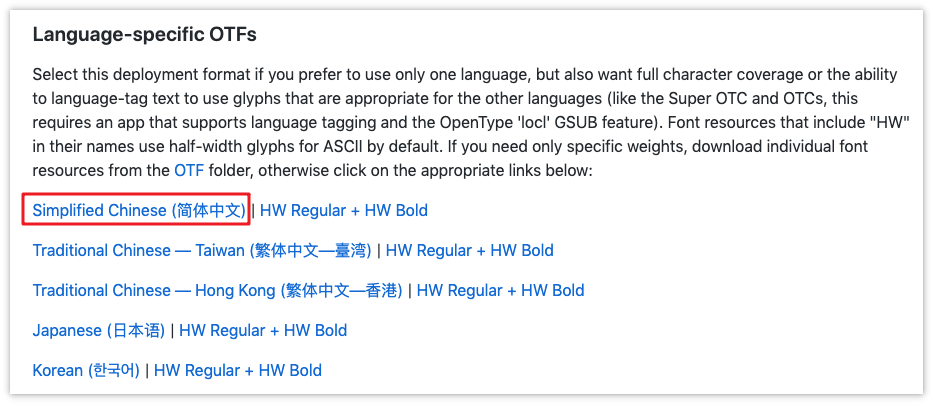 Language-specific OTFs
Select this deployment format if you prefer to use only one language, but also want full character coverage or the ability
to language-tag text to use glyphs that are appropriate for the other languages (like the Super OTC and OTCs, this
requires an app that supports language tagging and the OpenType 'locl' GSUB feature). Font resources that include "HW"
in their names use half-width glyphs for ASCII by default. If you need only specific weights, download individual font
resources from the OTF folder, otherwise click on the appropriate links below:
Simplified Chinese (简体中文) | HW Regular + HW Bold
Traditional Chinese — Taiwan (繁体中文—臺湾) | HW Regular + HW Bold
Traditional Chinese — Hong Kong (繁体中文—香港) | HW Regular + HW Bold
Japanese (日本语) | HW Regular + HW Bold
Korean (한국어) | HW Regular + HW Bold